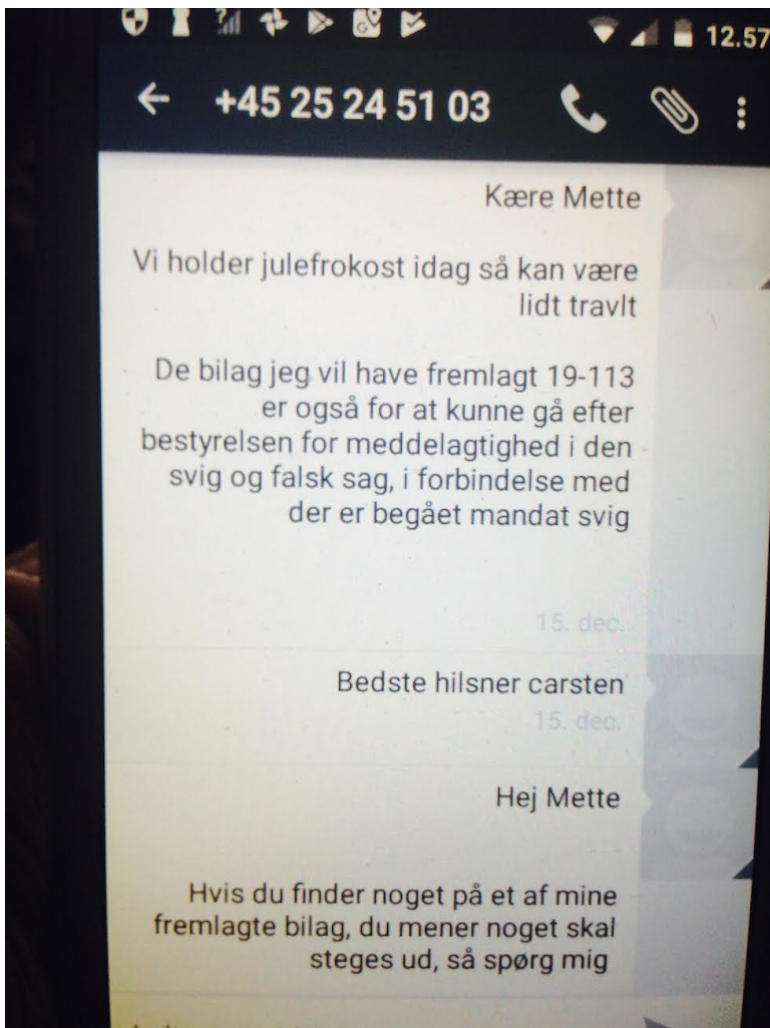 12.57
+45 25 24 51 03
Kære Mette
Vi holder julefrokost idag så kan være
lidt travlt
De bilag jeg vil have fremlagt 19-113
er også for at kunne gå efter
bestyrelsen for meddelagtighed i den
svig og falsk sag, i forbindelse med
der er begået mandat svig
15. dec.
Bedste hilsner carsten
15. dec.
Hej Mette
Hvis du finder noget på et af mine
fremlagte bilag, du mener noget skal
steges ud, så spørg mig